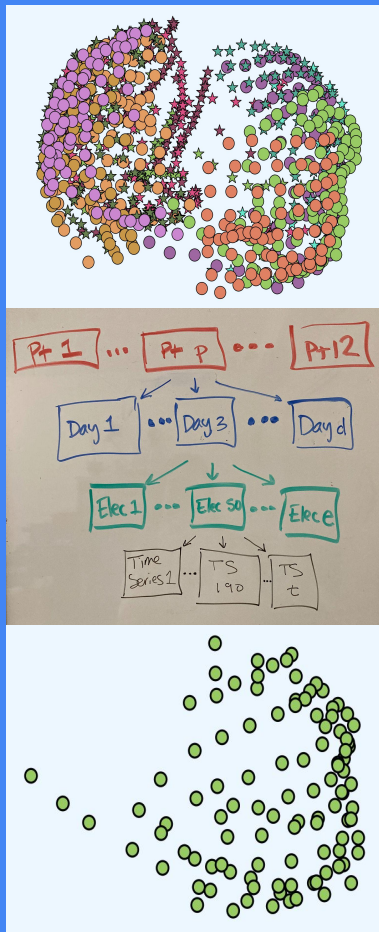 Pt 1 ... Pt p ... Pt 12
Day 1 ... Day 3 ... Day d
Elec 1 ... Elec 50 ... Elec e
Time Series 1 ... TS 190 ... TS t